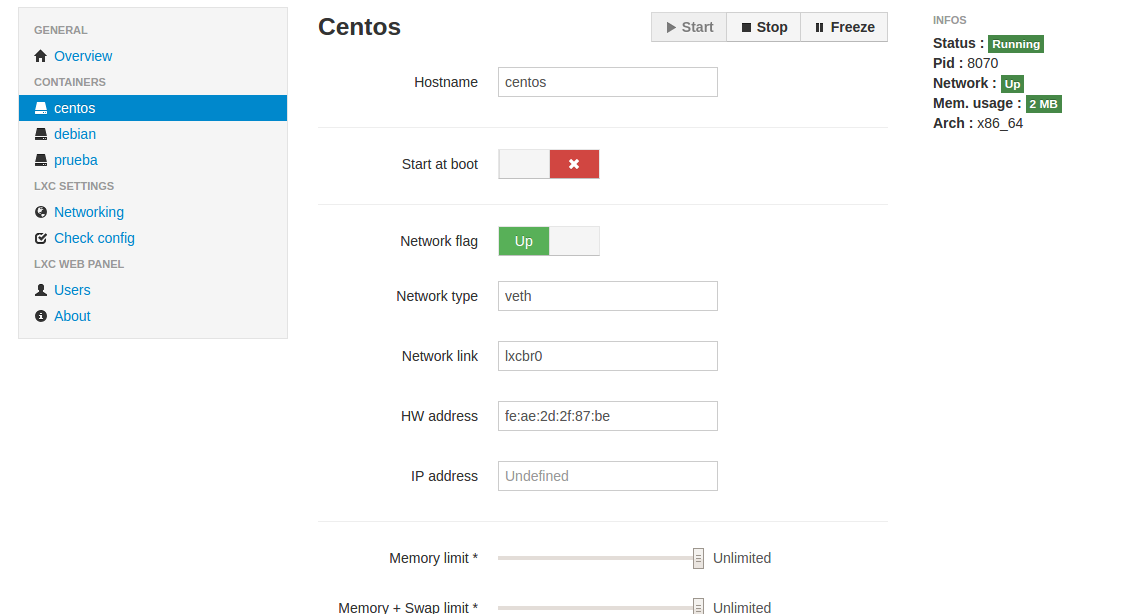 GENERAL
Overview
CONTAINERS
centos
debian
prueba
LXC SETTINGS
Networking
Check config
LXC WEB PANEL
Users
About
Centos
Start Stop Freeze
Hostname centos
Start at boot
Network flag Up
Network type veth
Network link lxcbr0
HW address fe:ae:2d:2f:87:be
IP address Undefined
Memory limit * Unlimited
Memory + Swap limit * Unlimited
INFOS
Status : Running
Pid : 8070
Network : Up
Mem. usage : 2 MB
Arch : x86_64